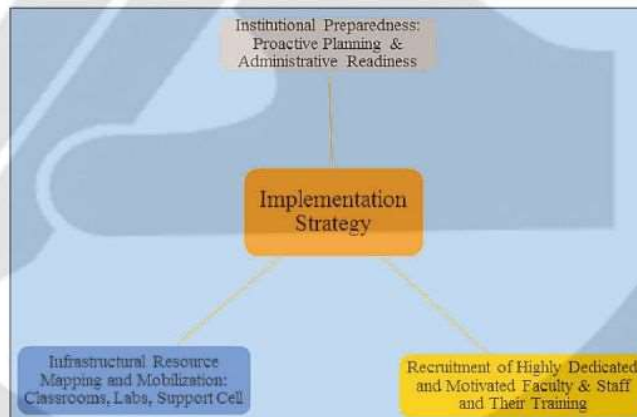 Institutional Preparedness:
Proactive Planning &
Administrative Readiness
Implementation
Strategy
Infrastructural Resource
Mapping and Mobilization:
Classrooms, Labs, Support Cell
Recruitment of Highly Dedicated
and Motivated Faculty & Staff
and Their Training